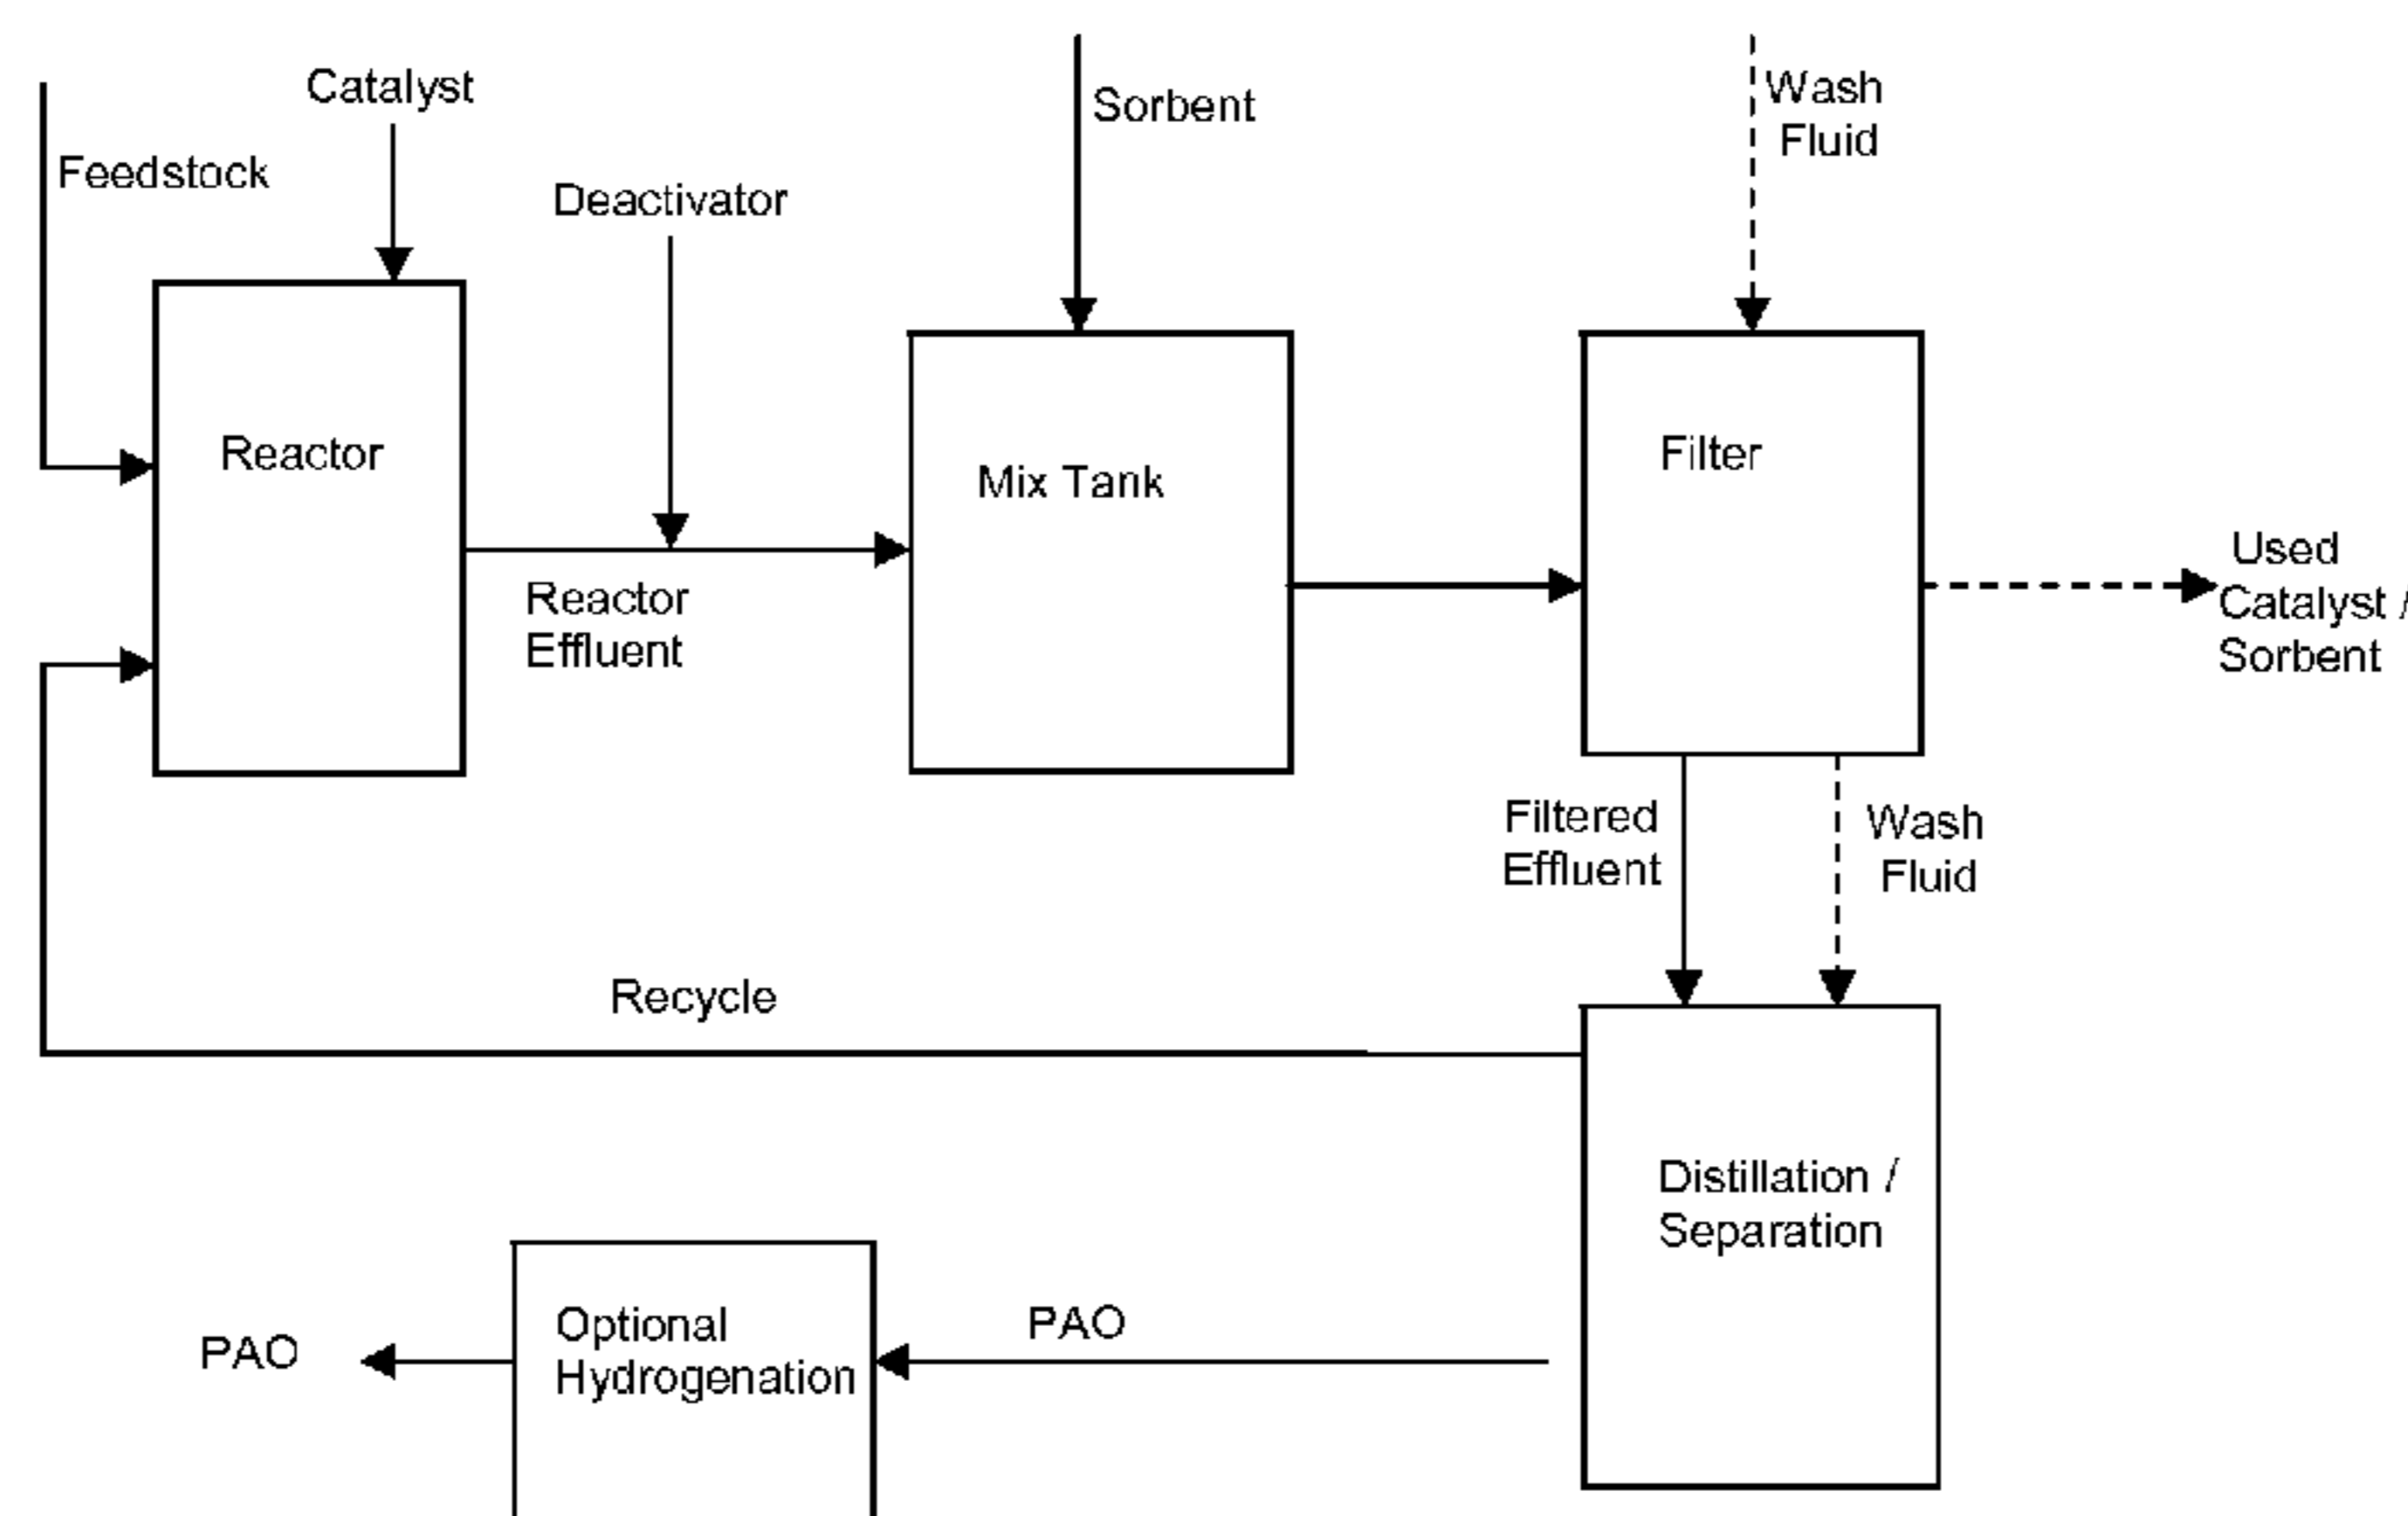 Catalyst
Feedstock
Deactivator
Sorbent
Wash
Fluid
Reactor
Mix Tank
Filter
Reactor
Effluent
Used
Catalyst /
Sorbent
Filtered
Effluent
Wash
Fluid
Recycle
Distillation /
Separation
Optional
Hydrogenation
PAO
PAO